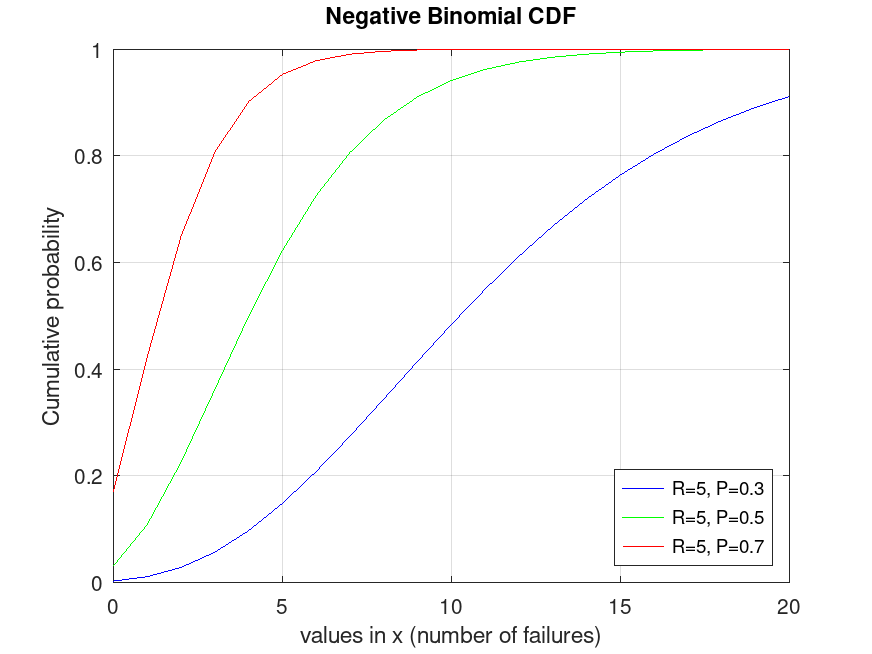 Negative Binomial CDF
1
0.8
0.6
0.4
0.2
0
Cumulative probability
0 5 10 15 20
values in x (number of failures)
R=5, P=0.3
R=5, P=0.5
R=5, P=0.7